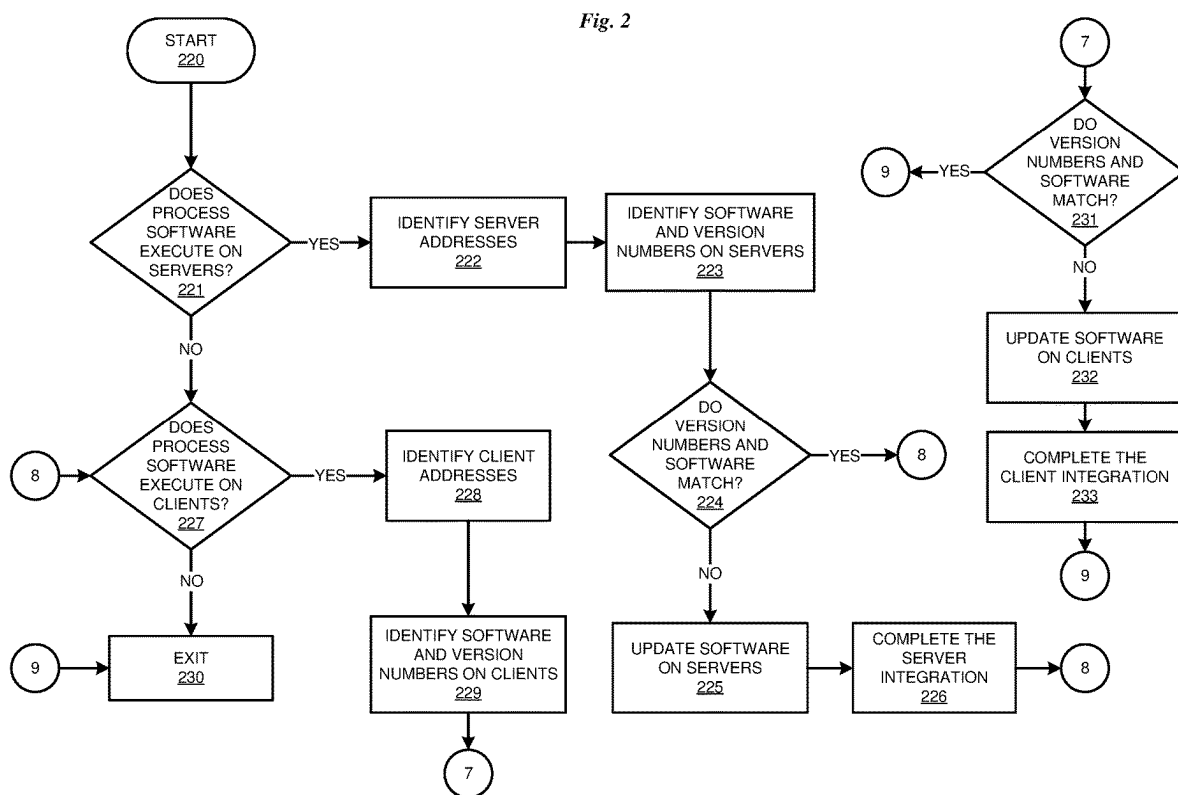 Fig. 2
START
220
DOES
PROCESS
SOFTWARE
EXECUTE ON
SERVERS?
221
YES
IDENTIFY SERVER
ADDRESSES
222
IDENTIFY SOFTWARE
AND VERSION
NUMBERS ON SERVERS
223
NO
DO
VERSION
NUMBERS AND
SOFTWARE
MATCH?
224
YES
8
NO
UPDATE SOFTWARE
ON SERVERS
225
COMPLETE THE
SERVER
INTEGRATION
226
8
8
DOES
PROCESS
SOFTWARE
EXECUTE ON
CLIENTS?
227
YES
IDENTIFY CLIENT
ADDRESSES
228
IDENTIFY SOFTWARE
AND VERSION
NUMBERS ON CLIENTS
229
7
NO
9
EXIT
230
7
DO
VERSION
NUMBERS AND
SOFTWARE
MATCH?
231
YES
9
NO
UPDATE SOFTWARE
ON CLIENTS
232
COMPLETE THE
CLIENT INTEGRATION
233
9